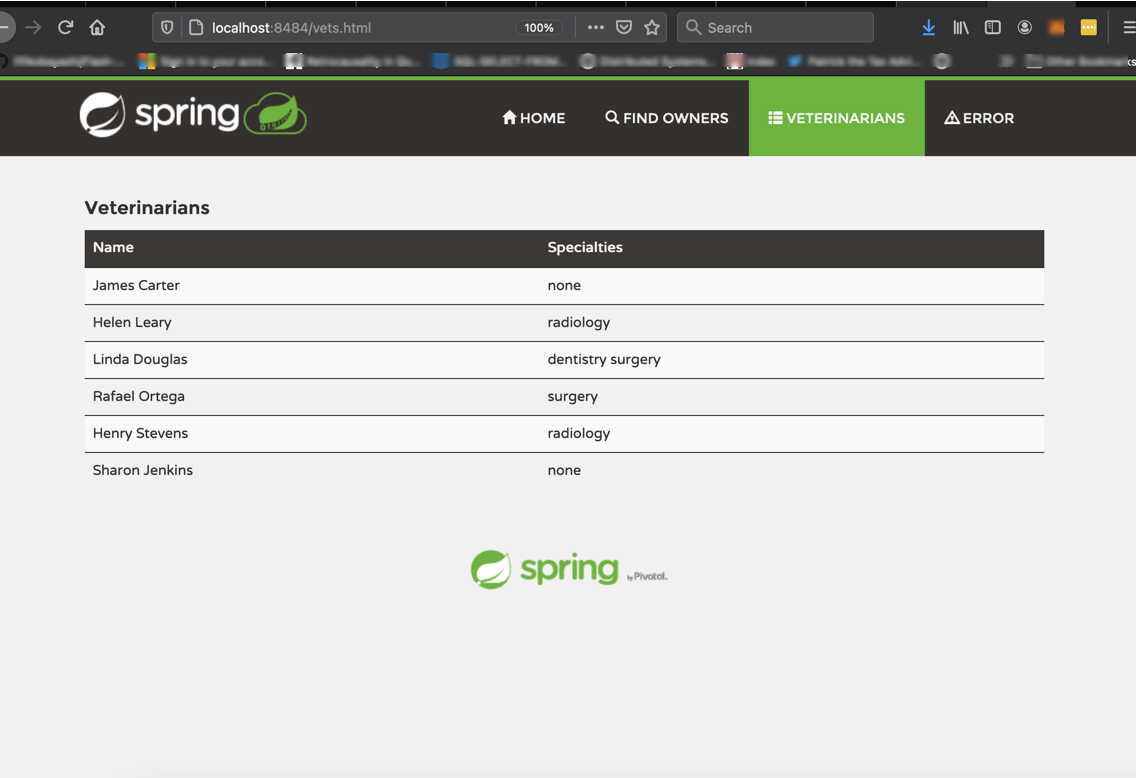 localhost:8484/vets.html 100% Search
spring HOME FIND OWNERS VETERINARIANS ERROR
Veterinarians
Name Specialties
James Carter none
Helen Leary radiology
Linda Douglas dentistry surgery
Rafael Ortega surgery
Henry Stevens radiology
Sharon Jenkins none
spring by Pivotal.